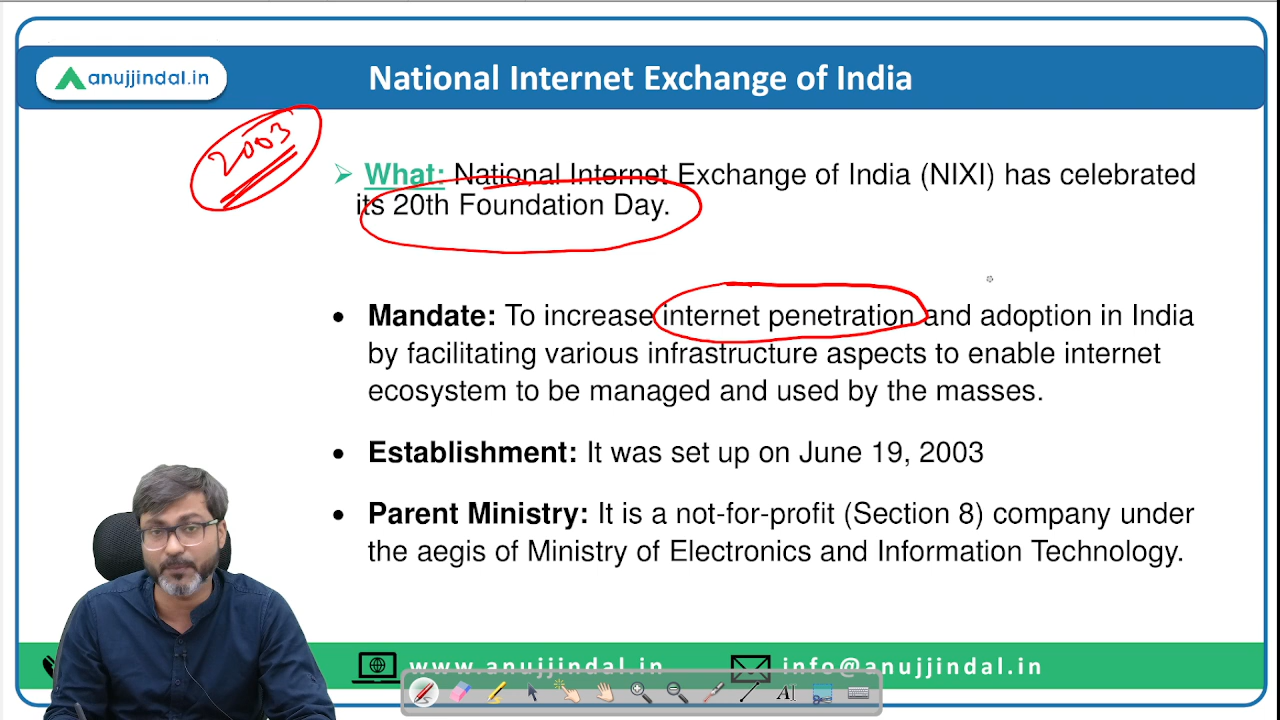 anujjindal.in
National Internet Exchange of India
2003
➢ What: National Internet Exchange of India (NIXI) has celebrated
its 20th Foundation Day.
• Mandate: To increase internet penetration and adoption in India
by facilitating various infrastructure aspects to enable internet
ecosystem to be managed and used by the masses.
• Establishment: It was set up on June 19, 2003
• Parent Ministry: It is a not-for-profit (Section 8) company under
the aegis of Ministry of Electronics and Information Technology.
www.anujjindal.in
info@anujjindal.in
A